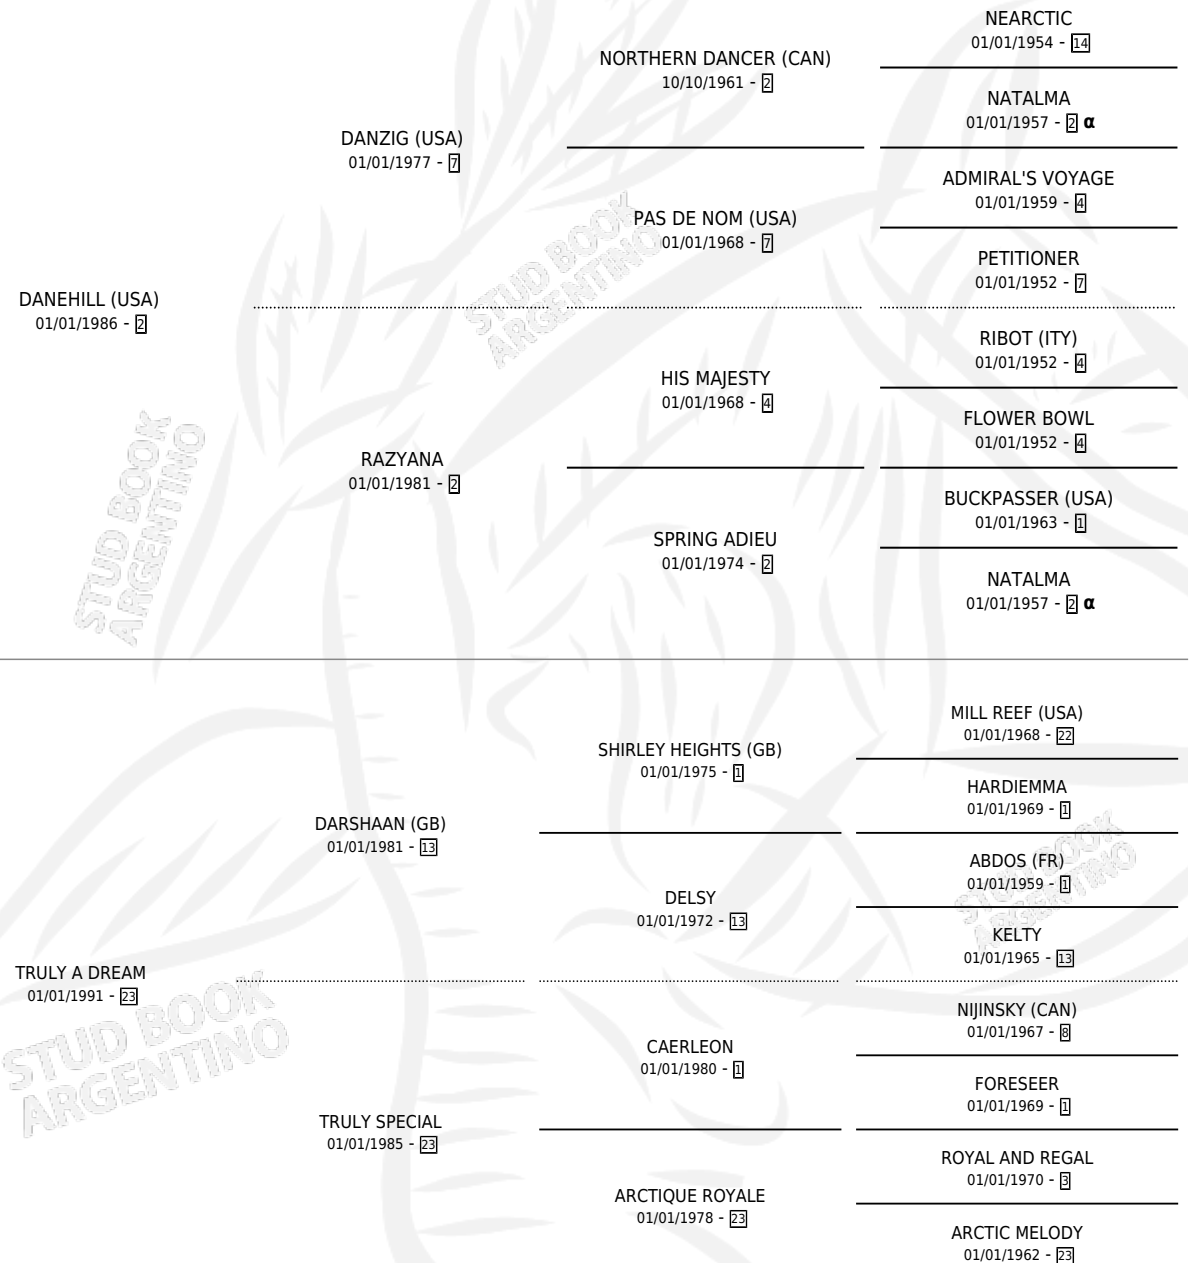 NEARCTIC
01/01/1954 - 14
NORTHERN DANCER (CAN)
10/10/1961 - 2
NATALMA
01/01/1957 - 2 α
DANZIG (USA)
01/01/1977 - 7
ADMIRAL'S VOYAGE
01/01/1959 - 4
PAS DE NOM (USA)
01/01/1968 - 7
PETITIONER
01/01/1952 - 7
STUD BOOK
ARGENTINO
DANEHILL (USA)
01/01/1986 - 2
RIBOT (ITY)
01/01/1952 - 4
HIS MAJESTY
01/01/1968 - 4
FLOWER BOWL
01/01/1952 - 4
RAZYANA
01/01/1981 - 2
BUCKPASSER (USA)
01/01/1963 - 1
SPRING ADIEU
01/01/1974 - 2
NATALMA
01/01/1957 - 2 α
STUD BOOK
ARGENTINO
MILL REEF (USA)
01/01/1968 - 22
SHIRLEY HEIGHTS (GB)
01/01/1975 - 1
HARDIEMMA
01/01/1969 - 1
DARSHAAN (GB)
01/01/1981 - 13
ABDOS (FR)
01/01/1959 - 1
STUD BOOK
ARGENTINO
DELSY
01/01/1972 - 13
KELTY
01/01/1965 - 13
TRULY A DREAM
01/01/1991 - 23
STUD BOOK
ARGENTINO
NIJINSKY (CAN)
01/01/1967 - 8
CAERLEON
01/01/1980 - 1
FORESEER
01/01/1969 - 1
TRULY SPECIAL
01/01/1985 - 23
ROYAL AND REGAL
01/01/1970 - 3
ARCTIQUE ROYALE
01/01/1978 - 23
ARCTIC MELODY
01/01/1962 - 23